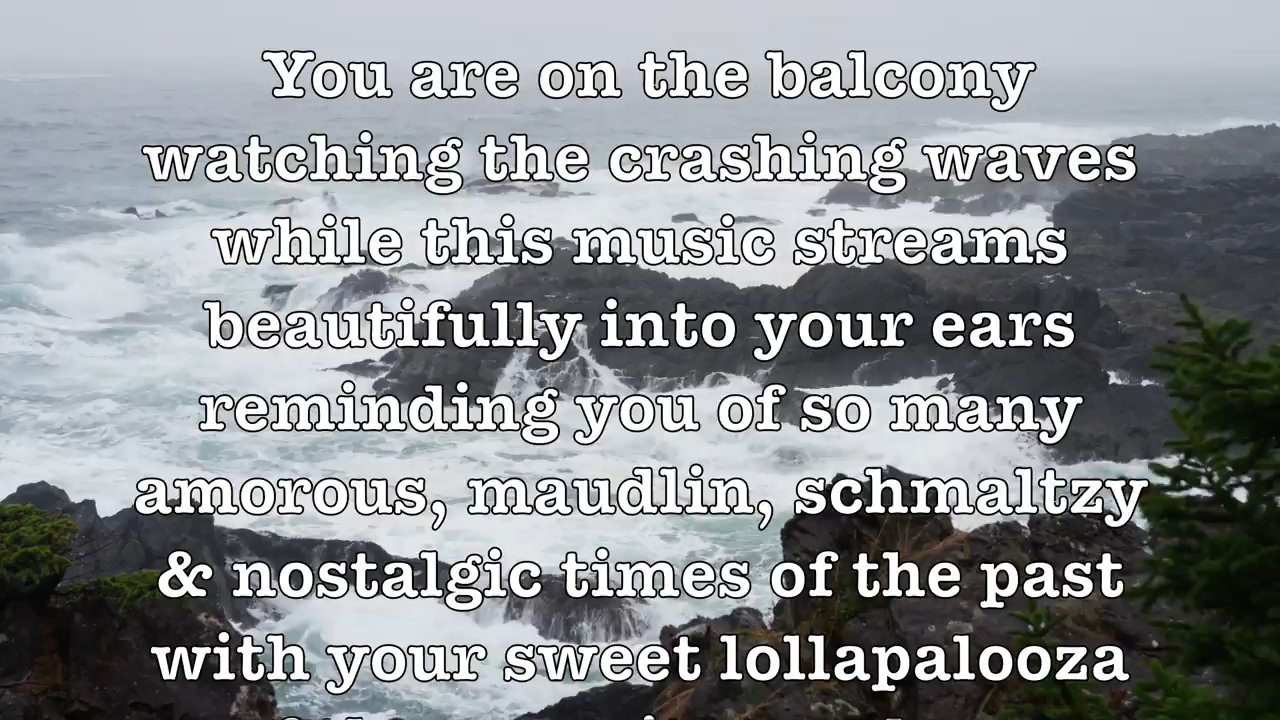 You are on the balcony
watching the crashing waves
while this music streams
beautifully into your ears
reminding you of so many
amorous, maudlin, schmaltzy
& nostalgic times of the past
with your sweet lollapalooza